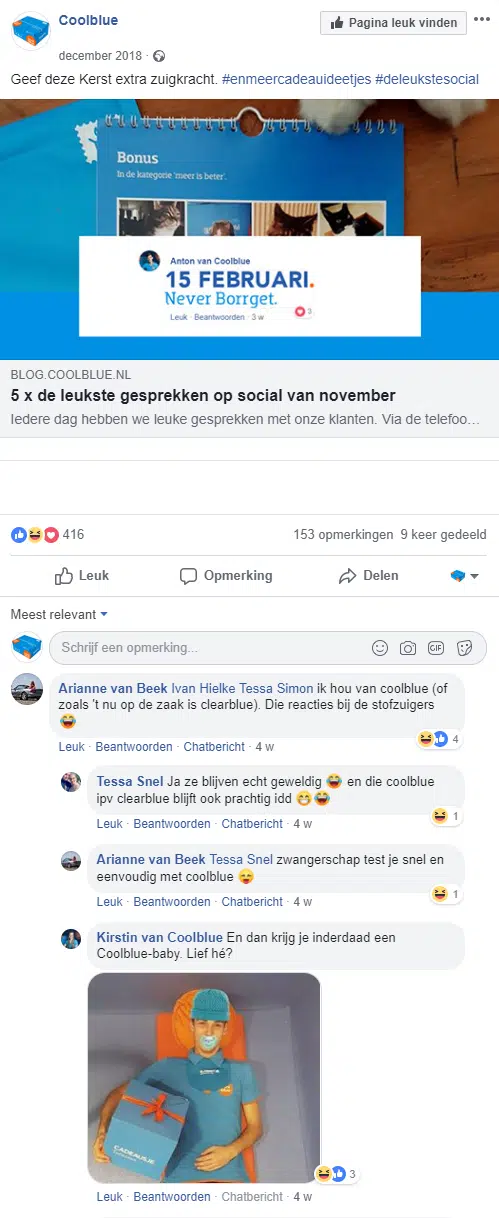 Coolblue
Pagina leuk vinden
december 2018 ·
Geef deze Kerst extra zuigkracht. #enmeercadeauideetjes #deleukstesocial
Bonus
In de kategorie 'meer is beter'.
Anton van Coolblue
15 FEBRUARI.
Never Borrget.
Leuk · Beantwoorden · 3 w
3
BLOG.COOLBLUE.NL
5 x de leukste gesprekken op social van november
Iedere dag hebben we leuke gesprekken met onze klanten. Via de telefoo...
416
153 opmerkingen 9 keer gedeeld
Leuk
Opmerking
Delen
Meest relevant
Schrijf een opmerking...
GIF
Arianne van Beek Ivan Hielke Tessa Simon ik hou van coolblue (of
zoals 't nu op de zaak is clearblue). Die reacties bij de stofzuigers
😂
4
Leuk · Beantwoorden · Chatbericht · 4 w
Tessa Snel Ja ze blijven echt geweldig 😂 en die coolblue
ipv clearblue blijft ook prachtig idd 😁😂
1
Leuk · Beantwoorden · Chatbericht · 4 w
Arianne van Beek Tessa Snel zwangerschap test je snel en
eenvoudig met coolblue 😄
1
Leuk · Beantwoorden · Chatbericht · 4 w
Kirstin van Coolblue En dan krijg je inderdaad een
Coolblue-baby. Lief hé?
CADEAUTJE
3
Leuk · Beantwoorden · Chatbericht · 4 w